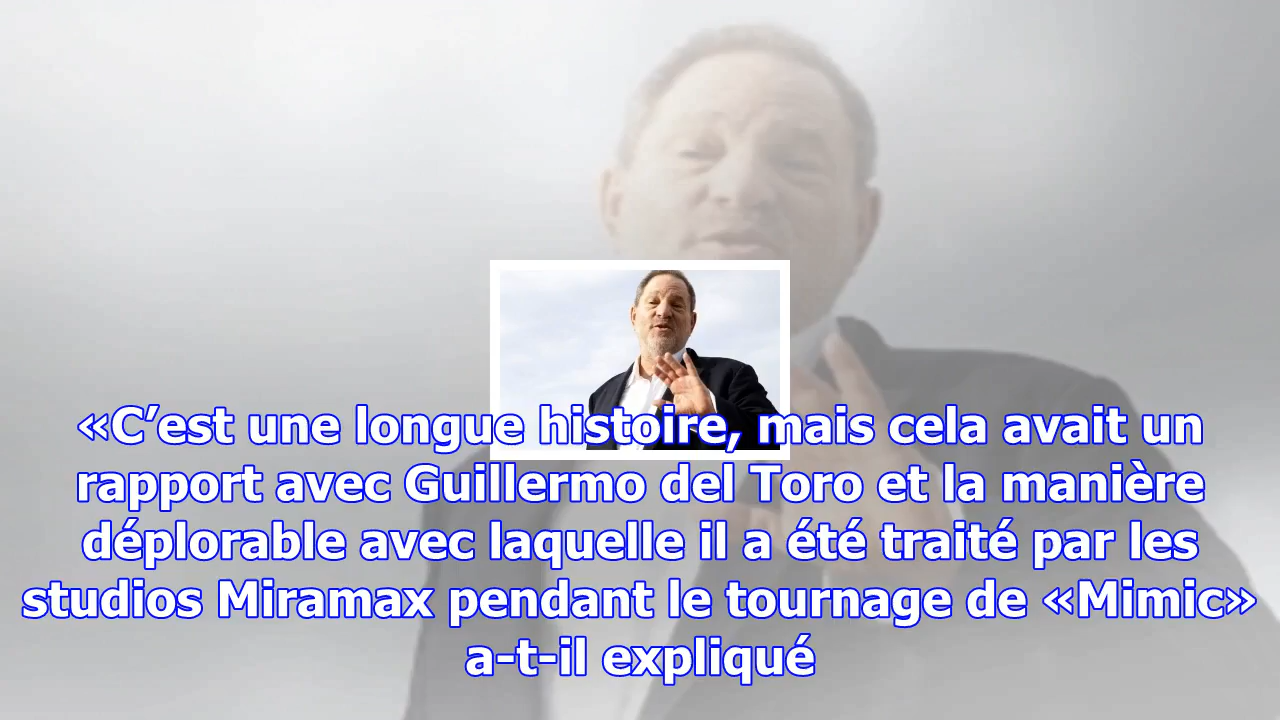 «C’est une longue histoire, mais cela avait un
rapport avec Guillermo del Toro et la manière
déplorable avec laquelle il a été traité par les
studios Miramax pendant le tournage de «Mimic»
a-t-il expliqué